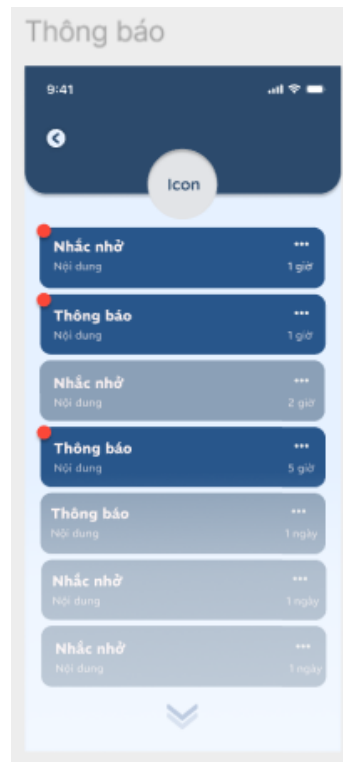 Thông báo
9:41
Icon
Nhắc nhở
Nội dung
1 giờ
Thông báo
Nội dung
1 giờ
Nhắc nhở
Nội dung
2 giờ
Thông báo
Nội dung
5 giờ
Thông báo
Nội dung
1 ngày
Nhắc nhở
Nội dung
1 ngày
Nhắc nhở
Nội dung
1 ngày